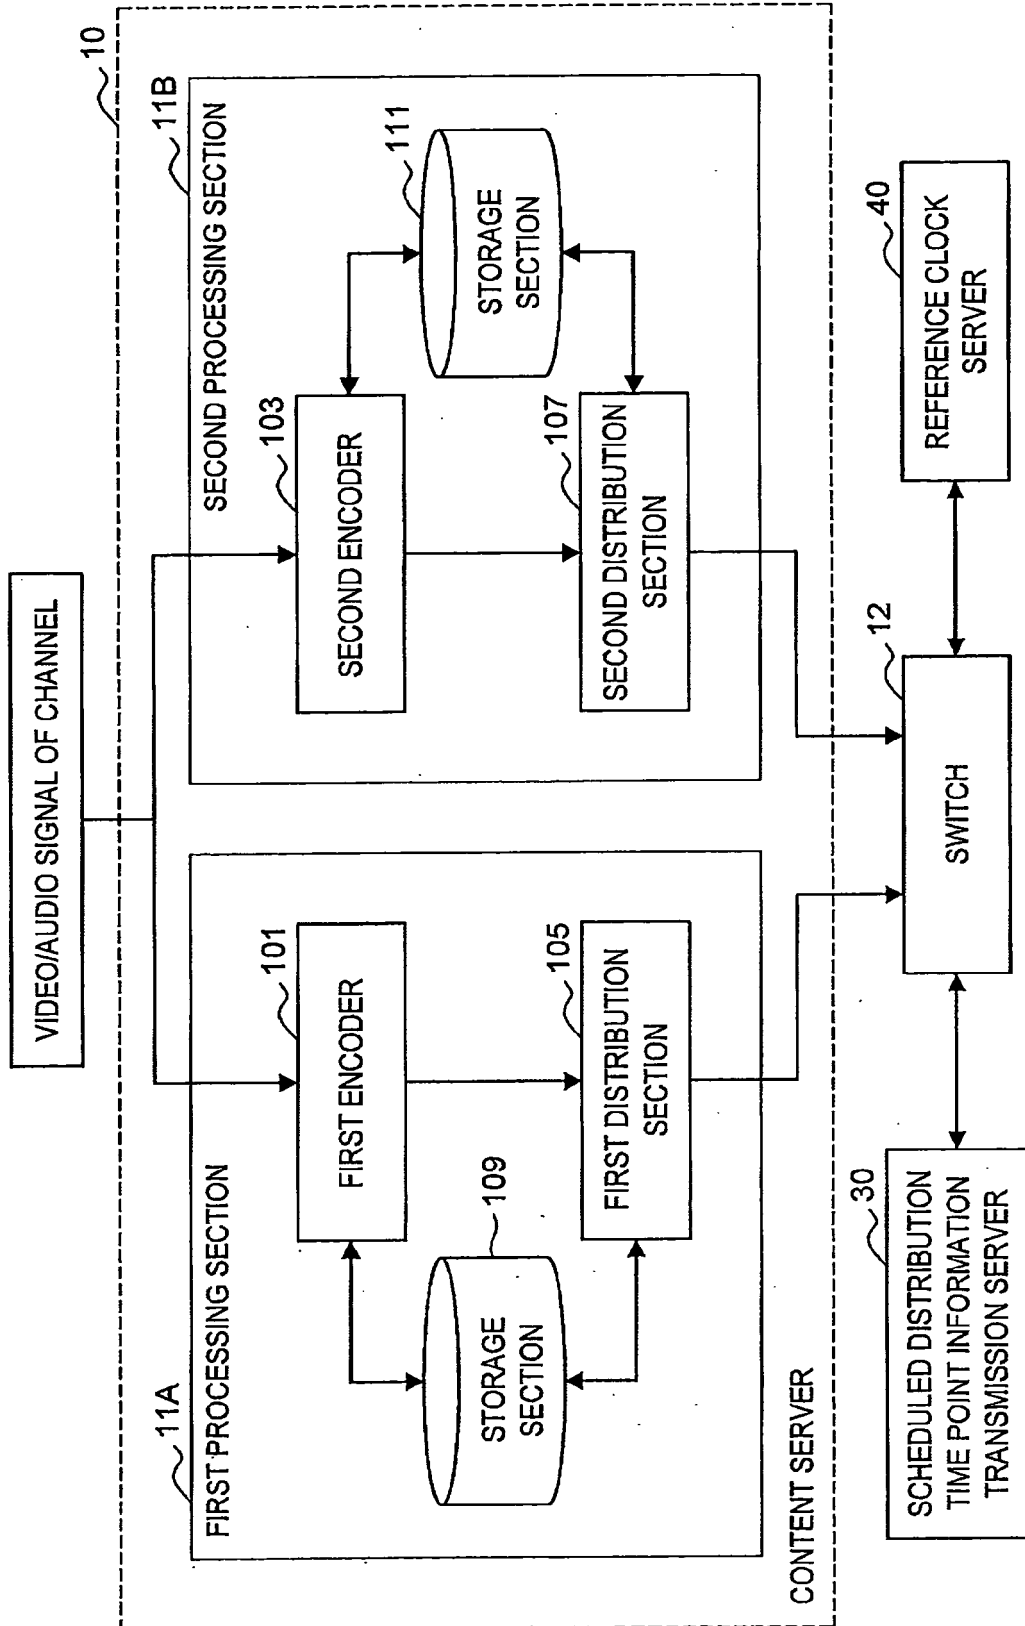 VIDEO/AUDIO SIGNAL OF CHANNEL
10
11A
FIRST PROCESSING SECTION
101
FIRST ENCODER
109
STORAGE
SECTION
105
FIRST DISTRIBUTION
SECTION
11B
SECOND PROCESSING SECTION
103
SECOND ENCODER
111
STORAGE
SECTION
107
SECOND DISTRIBUTION
SECTION
CONTENT SERVER
30
SCHEDULED DISTRIBUTION
TIME POINT INFORMATION
TRANSMISSION SERVER
12
SWITCH
40
REFERENCE CLOCK
SERVER